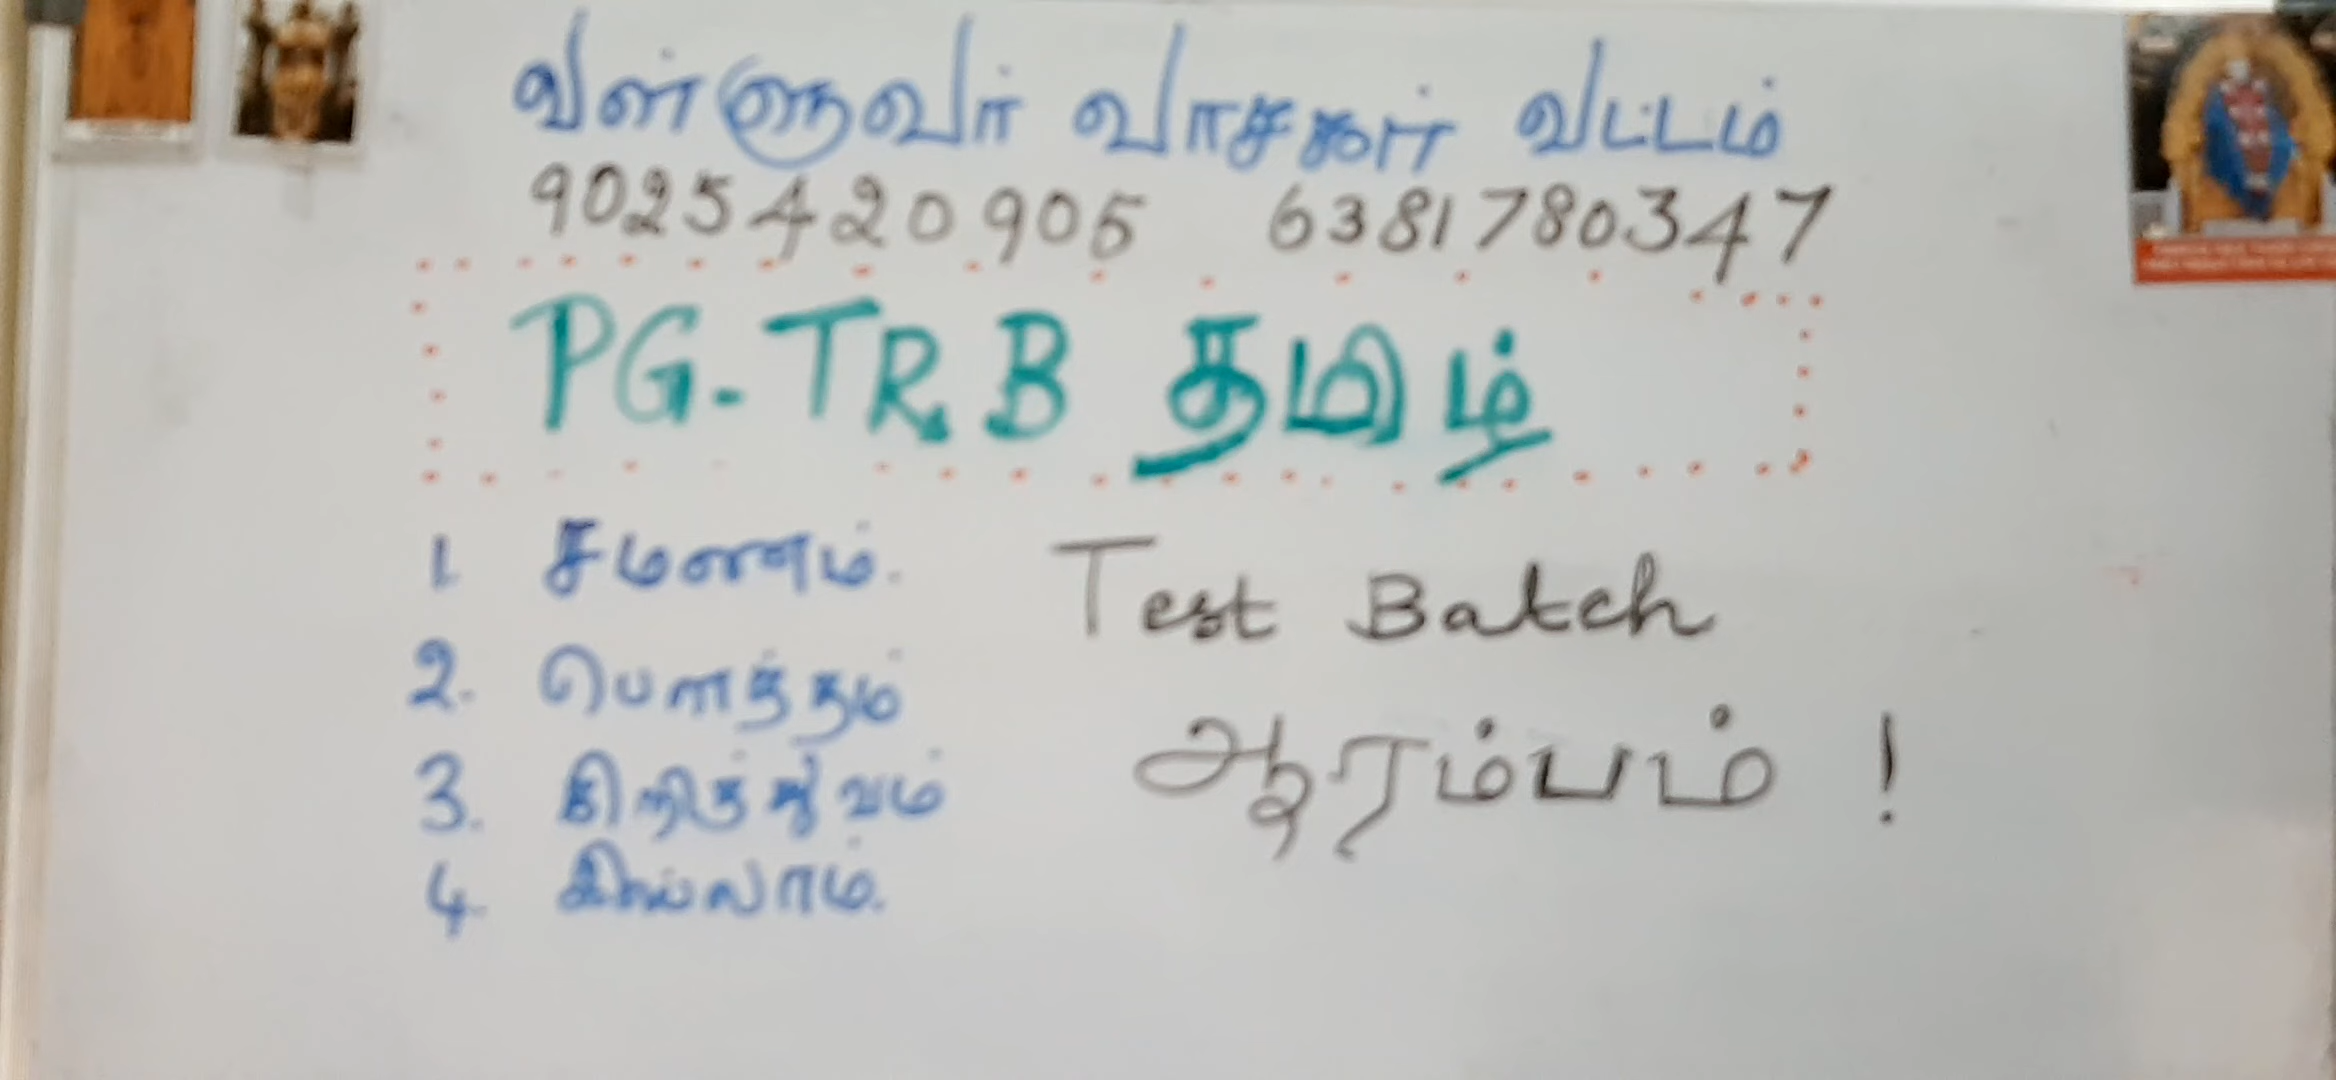 வள்ளுவர் வாசகர் வட்டம்
9025420905 6381780347
PG-TRB தமிழ்
1. சமணம்.
Test Batch
2. பௌத்தம்
3. கிறித்துவம்
ஆரம்பம் !
4. இஸ்லாம்.